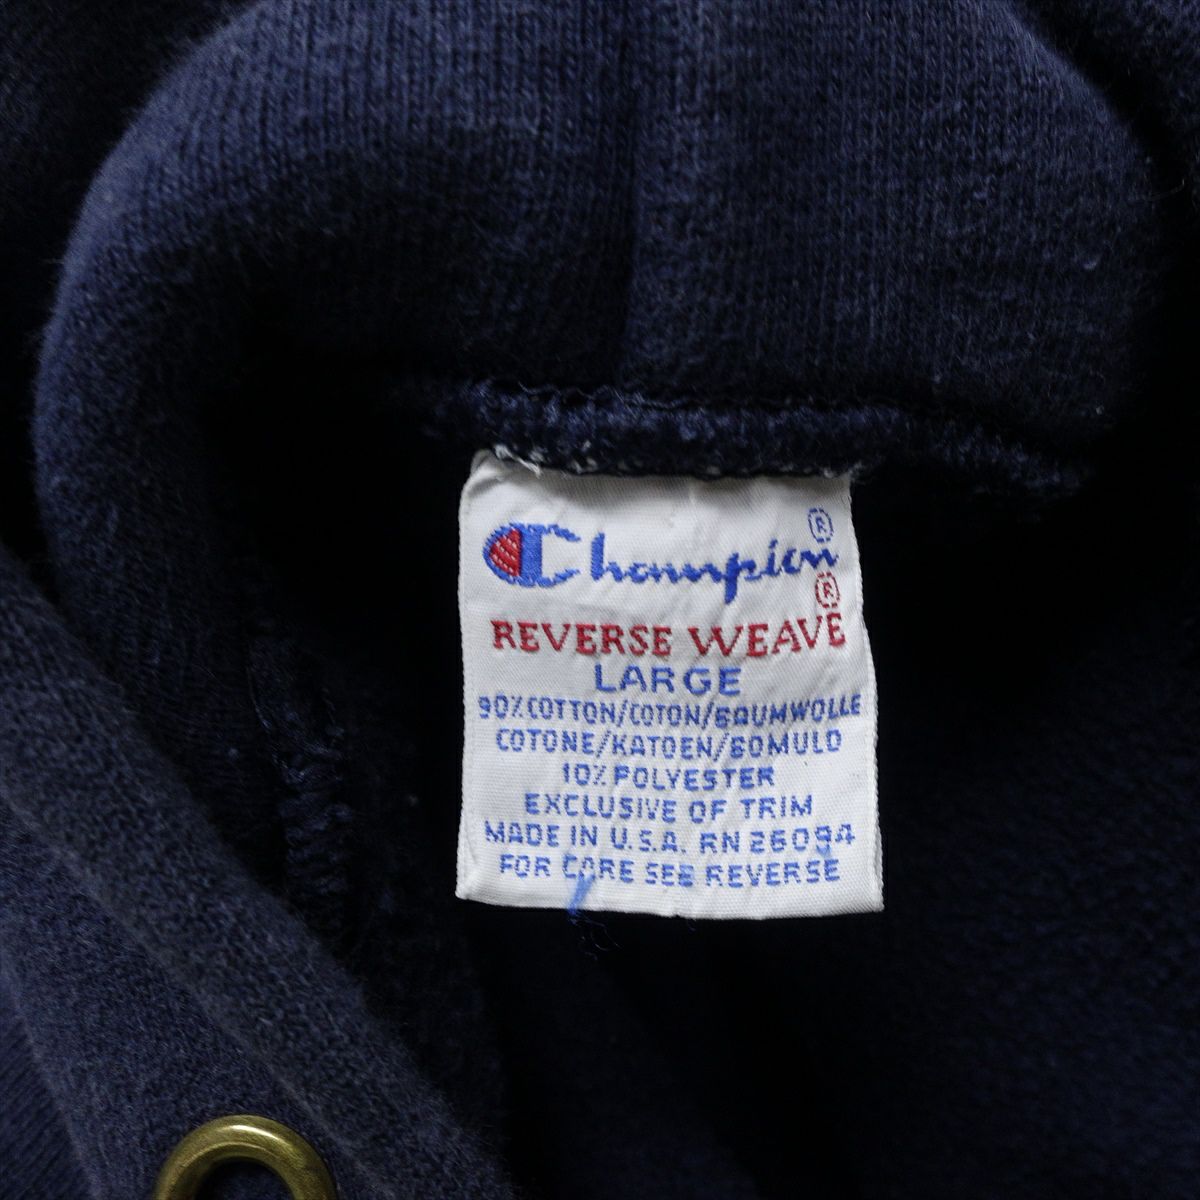 Champion ®
REVERSE WEAVE ®
LARGE
90% COTTON/COTON/BAUMWOLLE
COTONE/KATOEN/BOMULD
10% POLYESTER
EXCLUSIVE OF TRIM
MADE IN U.S.A. RN 26094
FOR CARE SEE REVERSE